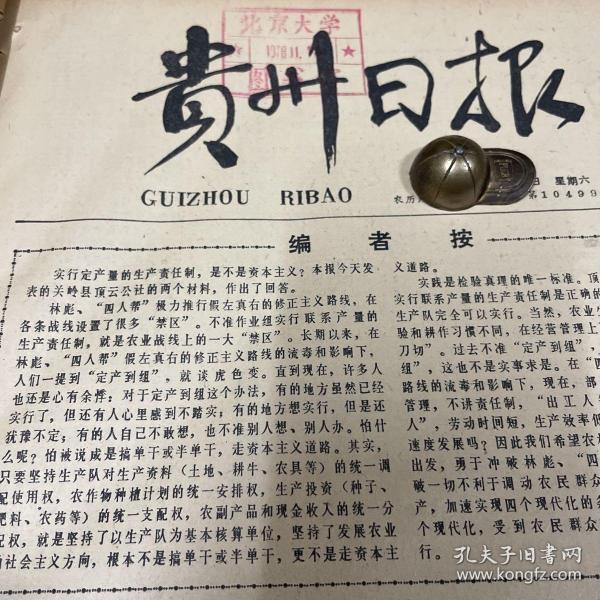 北京大学
1978.11.
貴州日报
GUIZHOU RIBAO
日 星期六
农历
第10499
编者按
实行定产量的生产责任制，是不是资本主义？本报今天发
表的关岭县顶云公社的两个材料，作出了回答。
林彪、“四人帮”极力推行假左真右的修正主义路线，在
各条战线设置了很多“禁区”。不准作业组实行联系产量的
生产责任制，就是农业战线上的一大“禁区”。长期以来，在
林彪、“四人帮”假左真右的修正主义路线的流毒和影响下，
人们一提到“定产到组”，就谈虎色变。直到现在，许多人
也还是心有余悸：对于定产到组这个办法，有的地方虽然已经
实行了，但还有人心里感到不踏实；有的地方想实行，但是还
犹豫不定；有的人自己不敢想，也不准别人想、别人办。怕什
么呢？怕被说成是搞单干或半单干，走资本主义道路。其实，
只要坚持生产队对生产资料（土地、耕牛、农具等）的统一调
配使用权，农作物种植计划的统一安排权，生产投资（种子、
肥料、农药等）的统一支配权，农副产品和现金收入的统一分
配权，就是坚持了以生产队为基本核算单位，坚持了发展农业
的社会主义方向，根本不是搞单干或半单干，更不是走资本主
义道路。
实践是检验真理的唯一标准。顶
实行联系产量的生产责任制是正确的
生产队完全可以实行。当然，农业生
验和耕作习惯不同，在经营管理上
刀切”。过去不准“定产到组”，
组”，这也不是实事求是。在“四
路线的流毒和影响下，现在，部
管理，不讲责任制，“出工人等
人”，劳动时间短，生产效率低
速度发展吗？因此我们希望农
出发，勇于冲破林彪、“四
破一切不利于调动农民群众
产，加速实现四个现代化的条
个现代化，受到农民群众
行。
孔夫子旧书网
www.kongfz.com